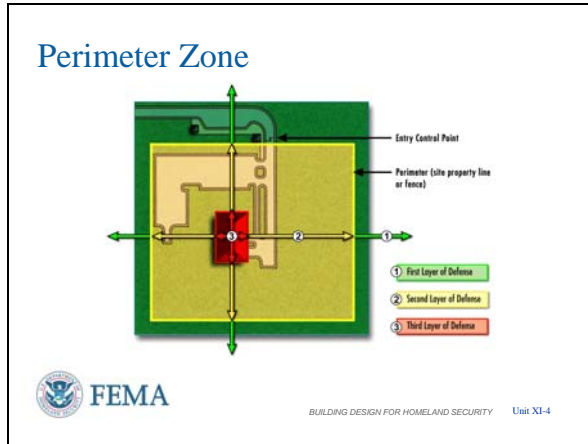 Perimeter Zone
Entry Control Point
Perimeter (site property line
or fence)
3
2
1
1 First Layer of Defense
2 Second Layer of Defense
3 Third Layer of Defense
FEMA
BUILDING DESIGN FOR HOMELAND SECURITY Unit XI-4